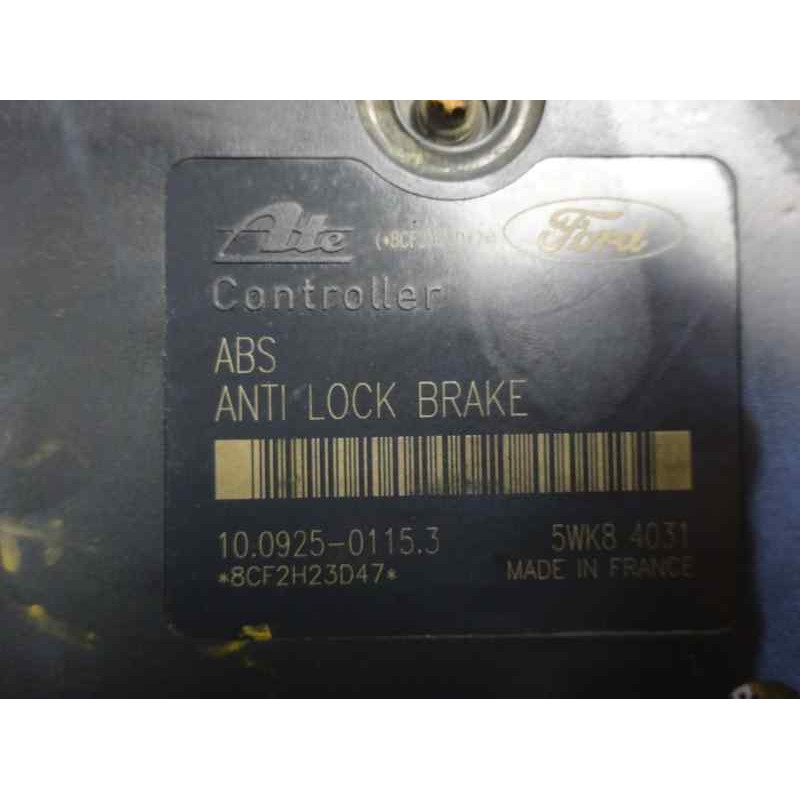 Ate
Ford
Controller
ABS
ANTI LOCK BRAKE
10.0925-0115.3
5WK8 4031
*8CF2H23D47*
MADE IN FRANCE